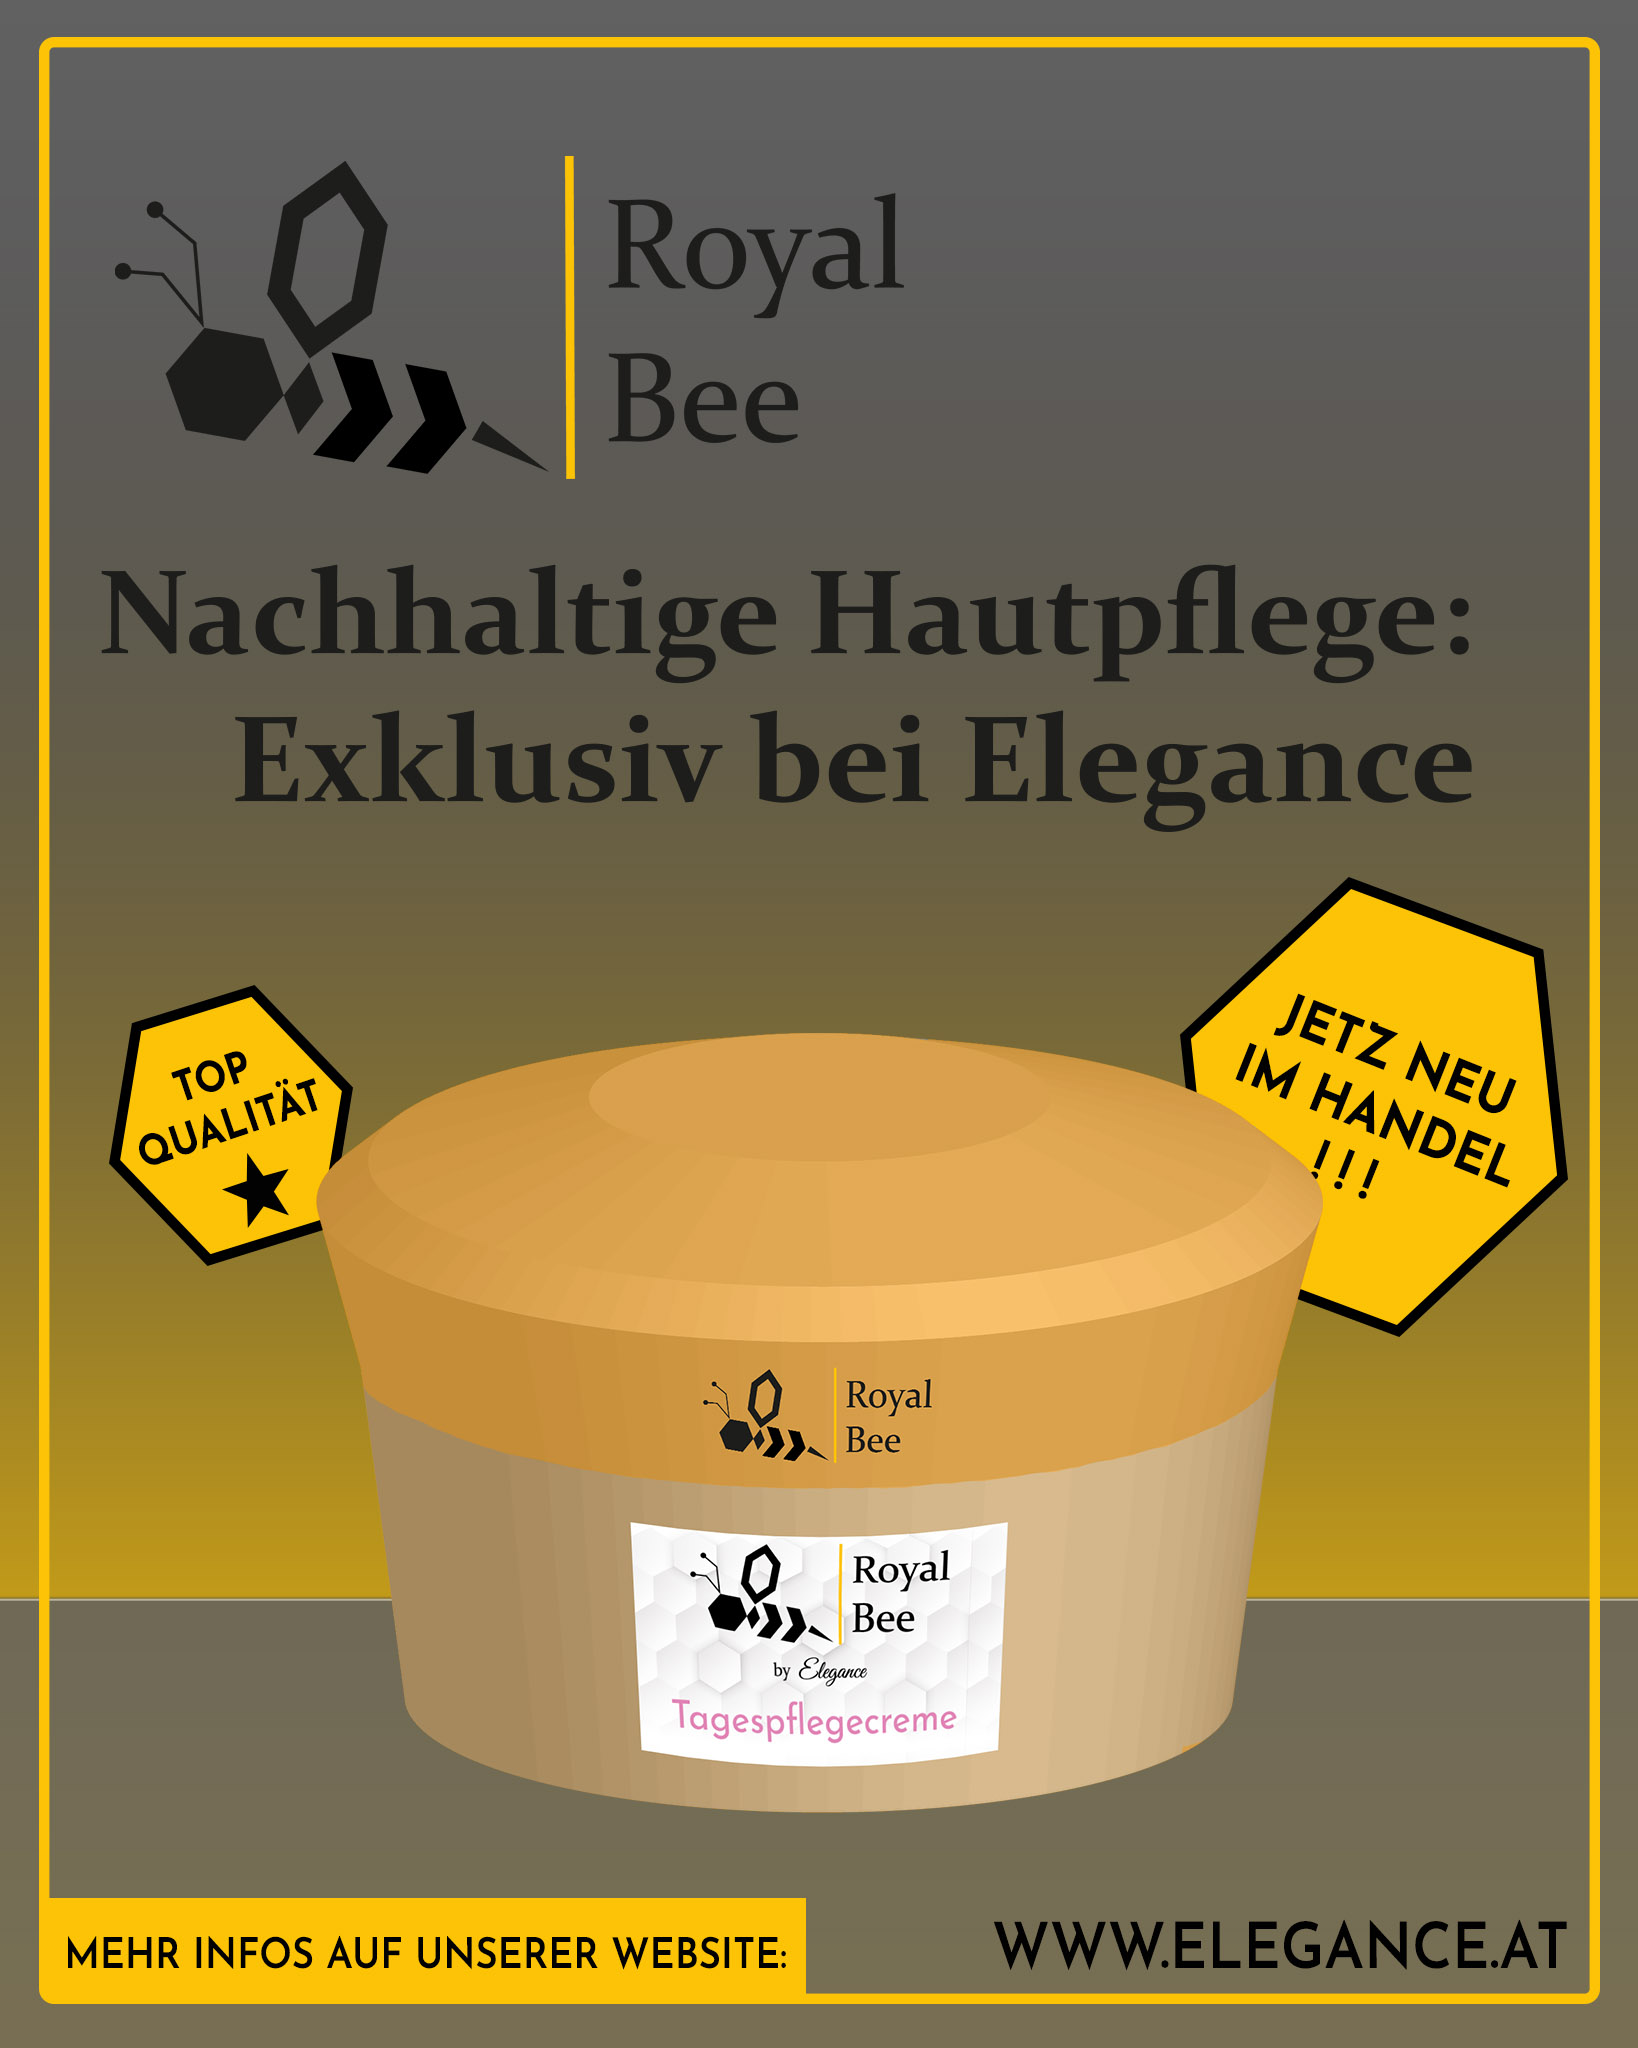 Royal
Bee
Nachhaltige Hautpflege:
Exklusiv bei Elegance
TOP
QUALITÄT
JETZ NEU
IM HANDEL
!!!
Royal
Bee
Royal
Bee
by Elegance
Tagespflegecreme
MEHR INFOS AUF UNSERER WEBSITE:
WWW.ELEGANCE.AT